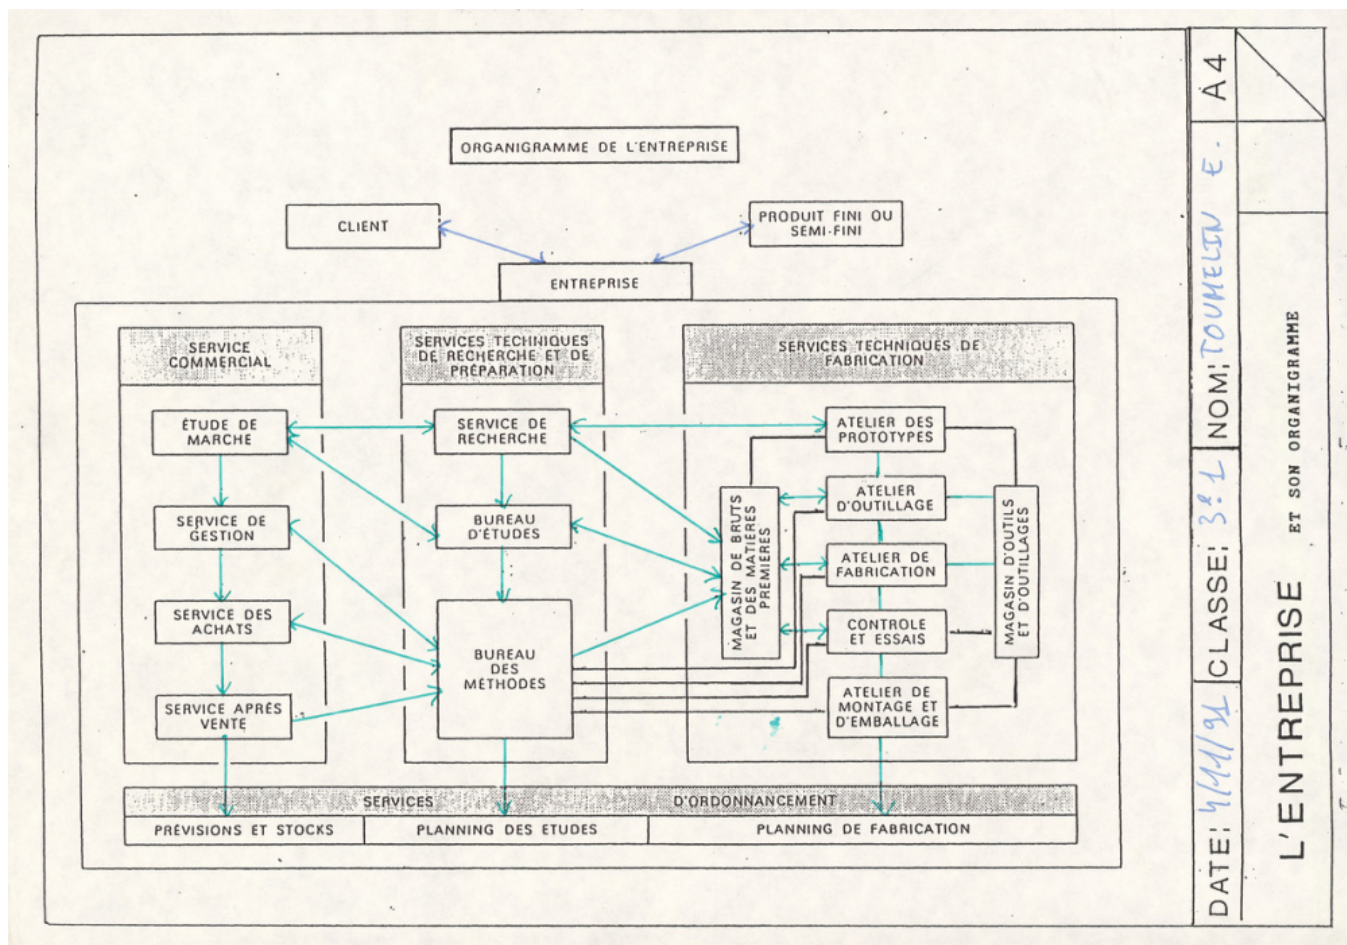 ORGANIGRAMME DE L'ENTREPRISE
CLIENT
PRODUIT FINI OU
SEMI-FINI
ENTREPRISE
SERVICE
COMMERCIAL
SERVICES TECHNIQUES
DE RECHERCHE ET DE
PRÉPARATION
SERVICES TECHNIQUES DE
FABRICATION
ÉTUDE DE
MARCHE
SERVICE DE
GESTION
SERVICE DES
ACHATS
SERVICE APRÉS
VENTE
SERVICE DE
RECHERCHE
BUREAU
D'ÉTUDES
BUREAU
DES
MÉTHODES
MAGASIN DE BRUTS
ET DES MATIÈRES
PREMIERES
ATELIER DES
PROTOTYPES
ATELIER
D'OUTILLAGE
ATELIER DE
FABRICATION
CONTROLE
ET ESSAIS
ATELIER DE
MONTAGE ET
D'EMBALLAGE
MAGASIN D'OUTILS
ET D'OUTILLAGES
SERVICES D'ORDONNANCEMENT
PRÉVISIONS ET STOCKS
PLANNING DES ETUDES
PLANNING DE FABRICATION
DATE: 4/11/91 CLASSE: 3e 1 NOM: TOUMELIN E. A4
L'ENTREPRISE ET SON ORGANIGRAMME